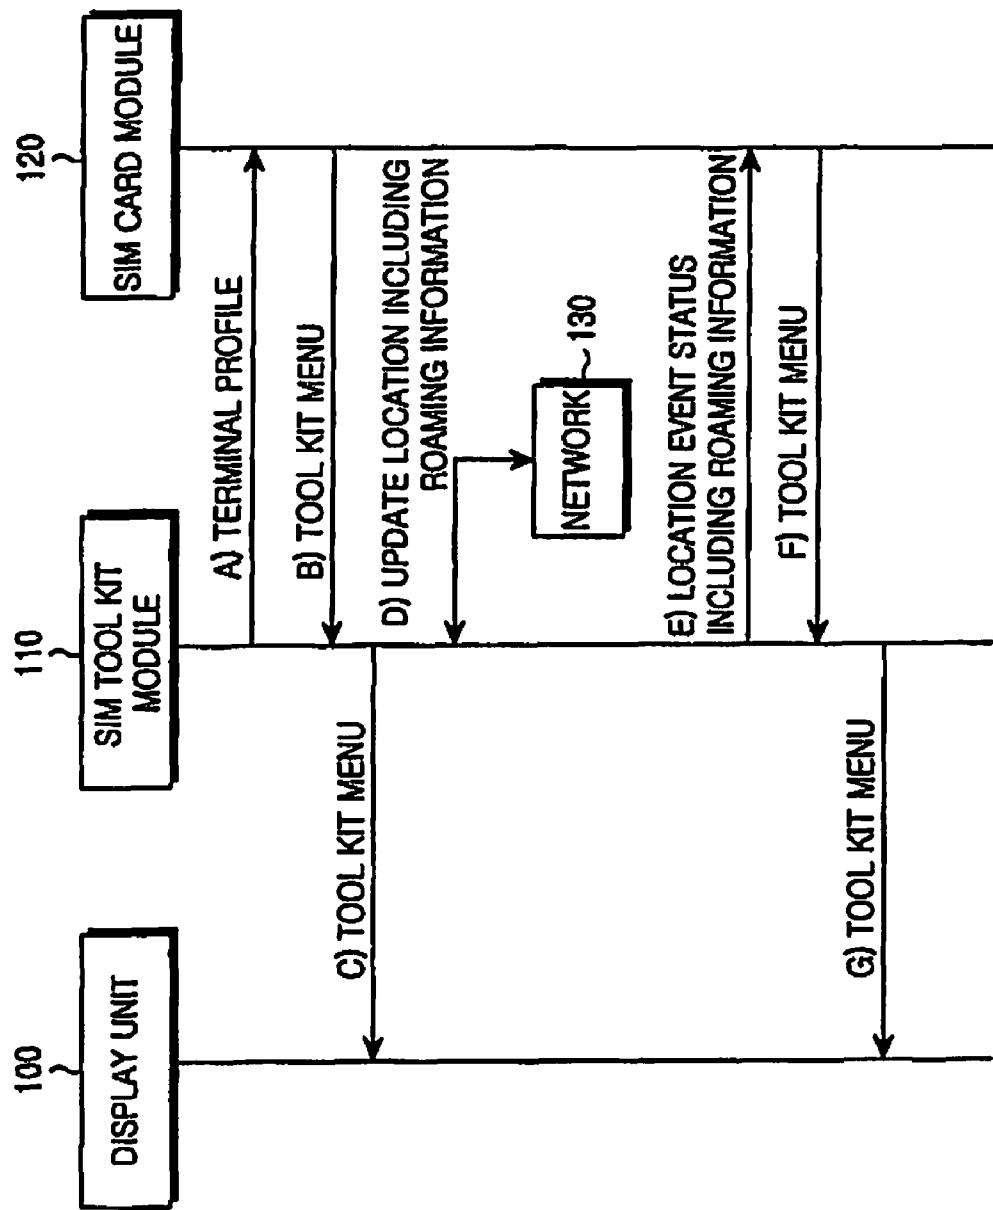 100
DISPLAY UNIT
110
SIM TOOL KIT
MODULE
120
SIM CARD MODULE
A) TERMINAL PROFILE
B) TOOL KIT MENU
C) TOOL KIT MENU
D) UPDATE LOCATION INCLUDING
ROAMING INFORMATION
NETWORK
130
E) LOCATION EVENT STATUS
INCLUDING ROAMING INFORMATION
F) TOOL KIT MENU
G) TOOL KIT MENU